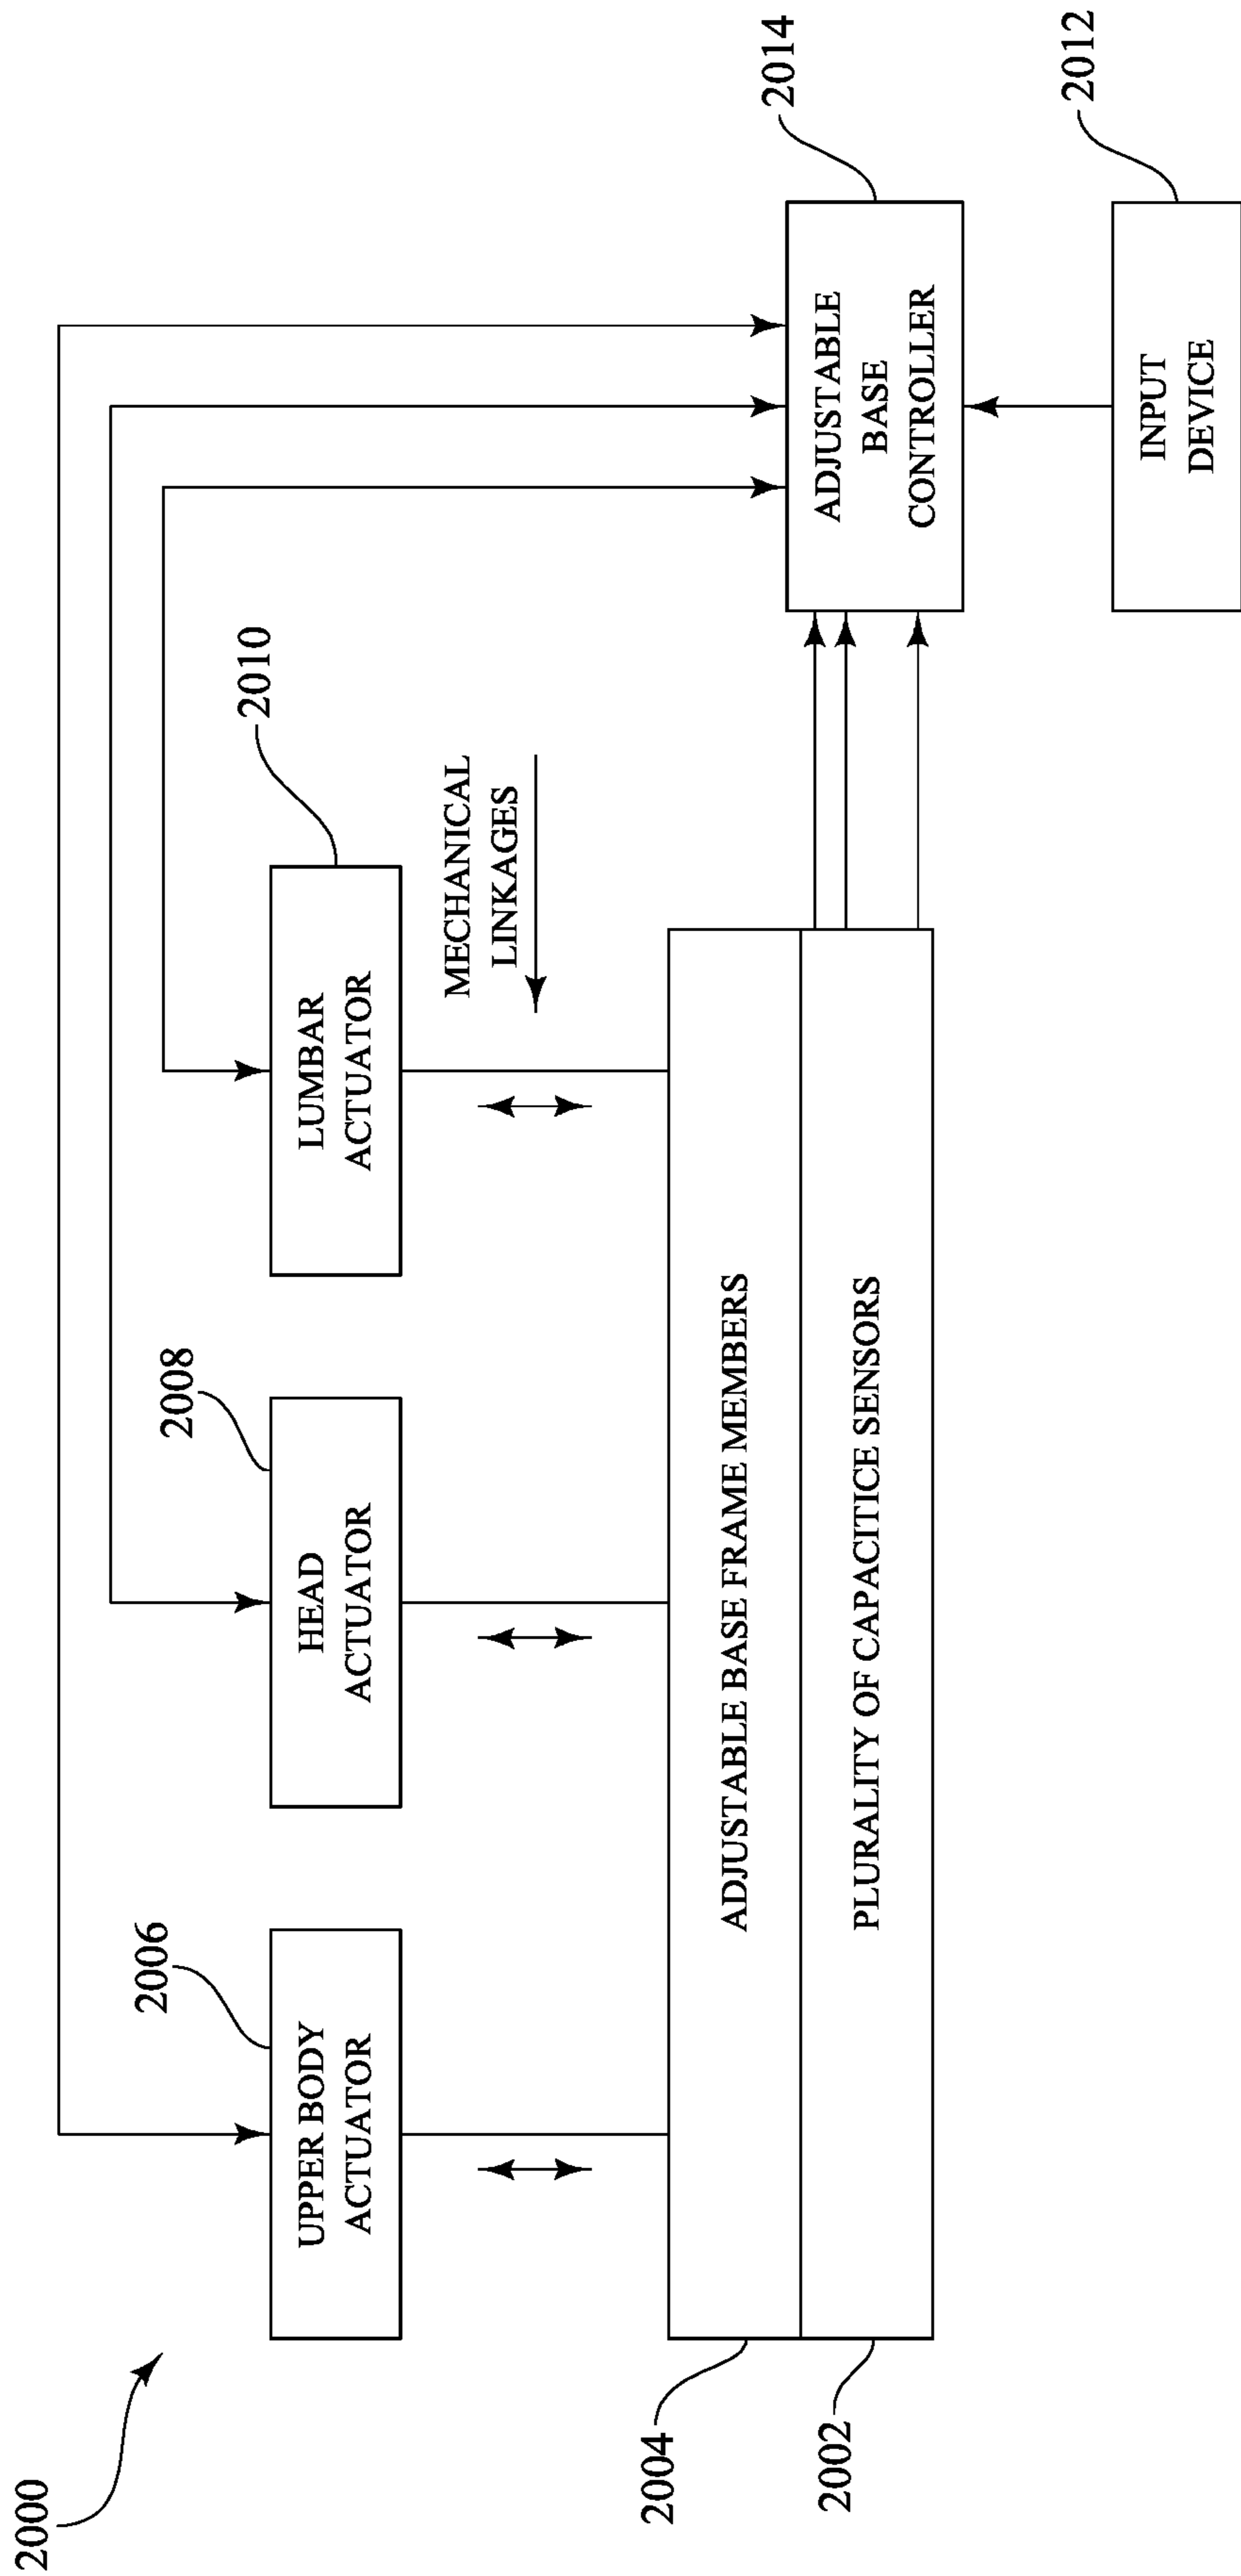 2000
2006
UPPER BODY
ACTUATOR
2008
HEAD
ACTUATOR
2010
LUMBAR
ACTUATOR
MECHANICAL
LINKAGES
2004
ADJUSTABLE BASE FRAME MEMBERS
2002
PLURALITY OF CAPACITICE SENSORS
2014
ADJUSTABLE
BASE
CONTROLLER
2012
INPUT
DEVICE